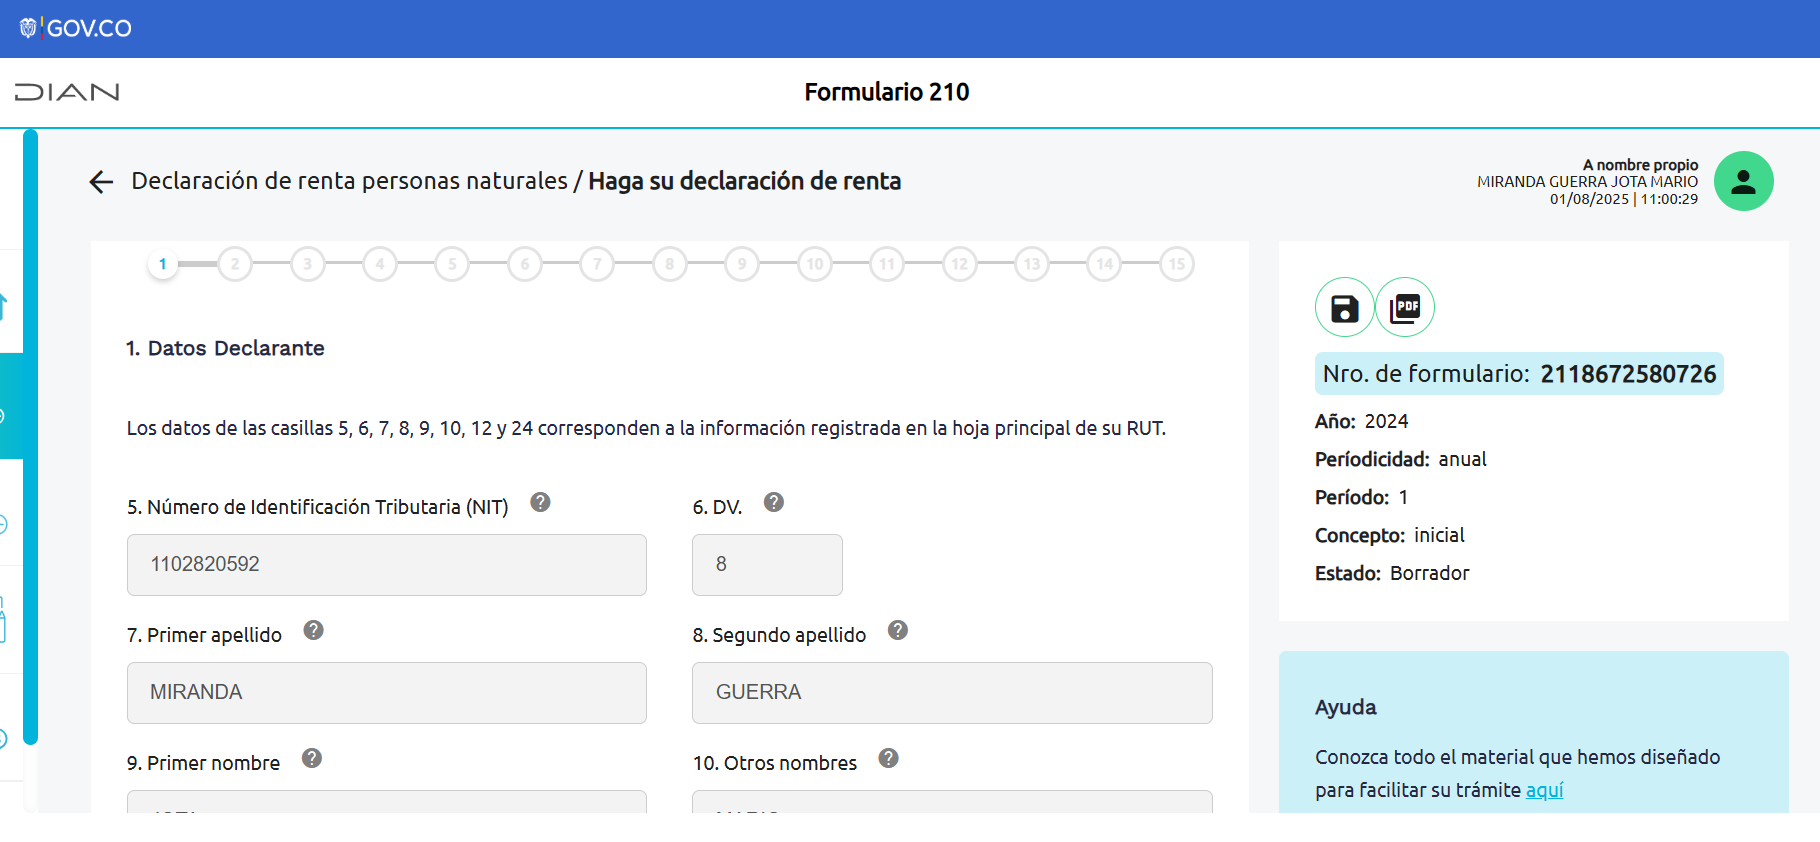 GOV.CO
DIAN
Formulario 210
Declaración de renta personas naturales / Haga su declaración de renta
A nombre propio
MIRANDA GUERRA JOTA MARIO
01/08/2025 | 11:00:29
1 2 3 4 5 6 7 8 9 10 11 12 13 14 15
1. Datos Declarante
Los datos de las casillas 5, 6, 7, 8, 9, 10, 12 y 24 corresponden a la información registrada en la hoja principal de su RUT.
5. Número de Identificación Tributaria (NIT) ?
6. DV. ?
1102820592
8
7. Primer apellido ?
8. Segundo apellido ?
MIRANDA
GUERRA
9. Primer nombre ?
10. Otros nombres ?
PDF
Nro. de formulario: 2118672580726
Año: 2024
Períodicidad: anual
Período: 1
Concepto: inicial
Estado: Borrador
Ayuda
Conozca todo el material que hemos diseñado
para facilitar su trámite aquí